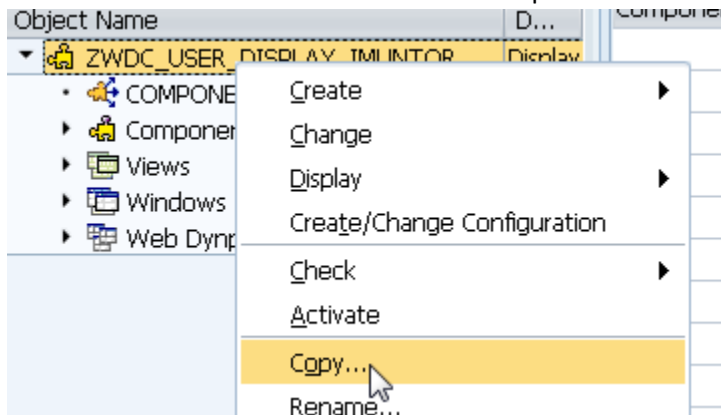 Object Name D...
ZWDC_USER_DISPLAY_IMUNTOR Display
COMPONE
Componer
Views
Windows
Web Dynp
Create
Change
Display
Create/Change Configuration
Check
Activate
Copy...
Rename...